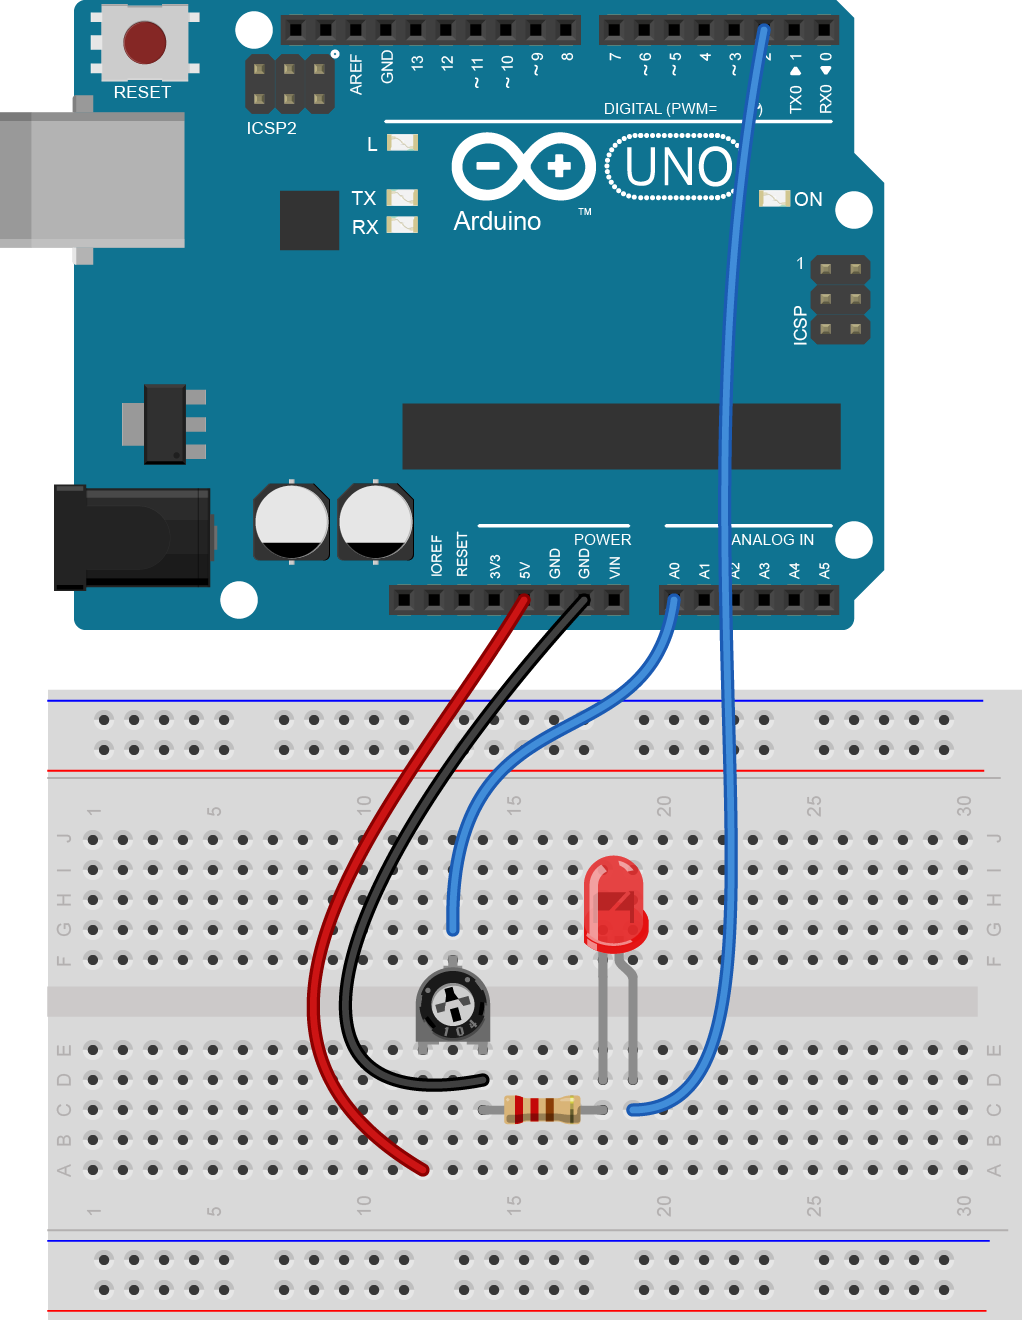 RESET
ICSP2
AREF
GND
13
12
~ 11
~ 10
~ 9
8
7
~ 6
~ 5
4
~ 3
2
TX0 ▶ 1
RX0 ◀ 0
DIGITAL (PWM= )
L
TX
RX
UNO
Arduino
TM
ON
1
ICSP
POWER
ANALOG IN
IOREF
RESET
3V3
5V
GND
GND
VIN
A0
A1
A2
A3
A4
A5
1 5 10 15 20 25 30
J J
I I
H H
G G
F F
1 0 4
E E
D D
C C
B B
A A
1 5 10 15 20 25 30